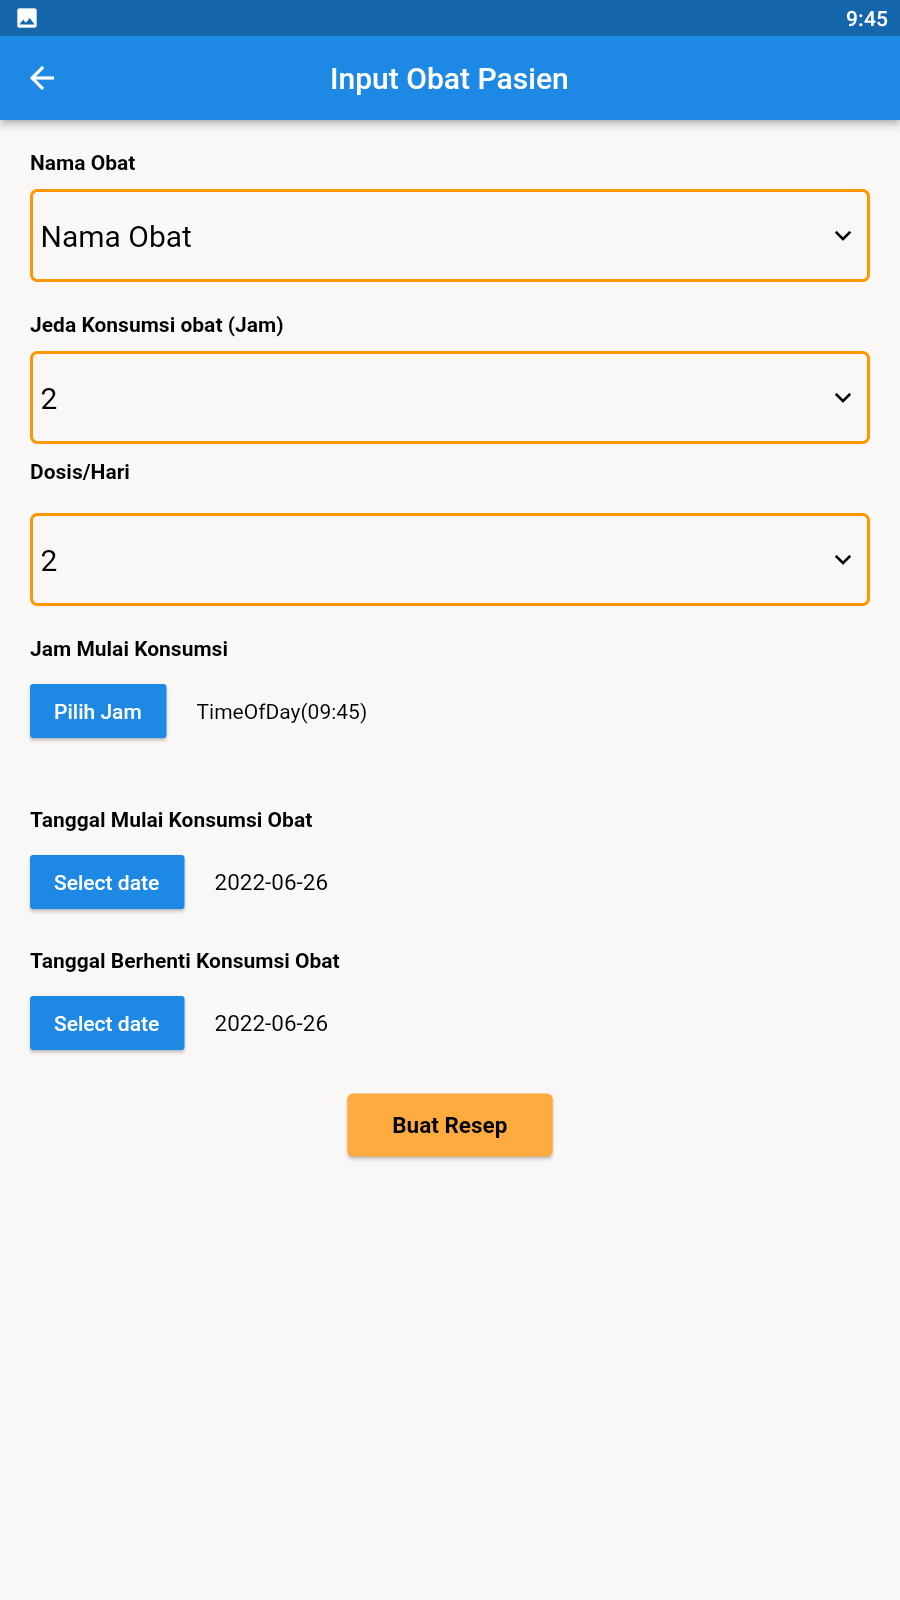 9:45
Input Obat Pasien
Nama Obat
Nama Obat
Jeda Konsumsi obat (Jam)
2
Dosis/Hari
2
Jam Mulai Konsumsi
Pilih Jam TimeOfDay(09:45)
Tanggal Mulai Konsumsi Obat
Select date 2022-06-26
Tanggal Berhenti Konsumsi Obat
Select date 2022-06-26
Buat Resep